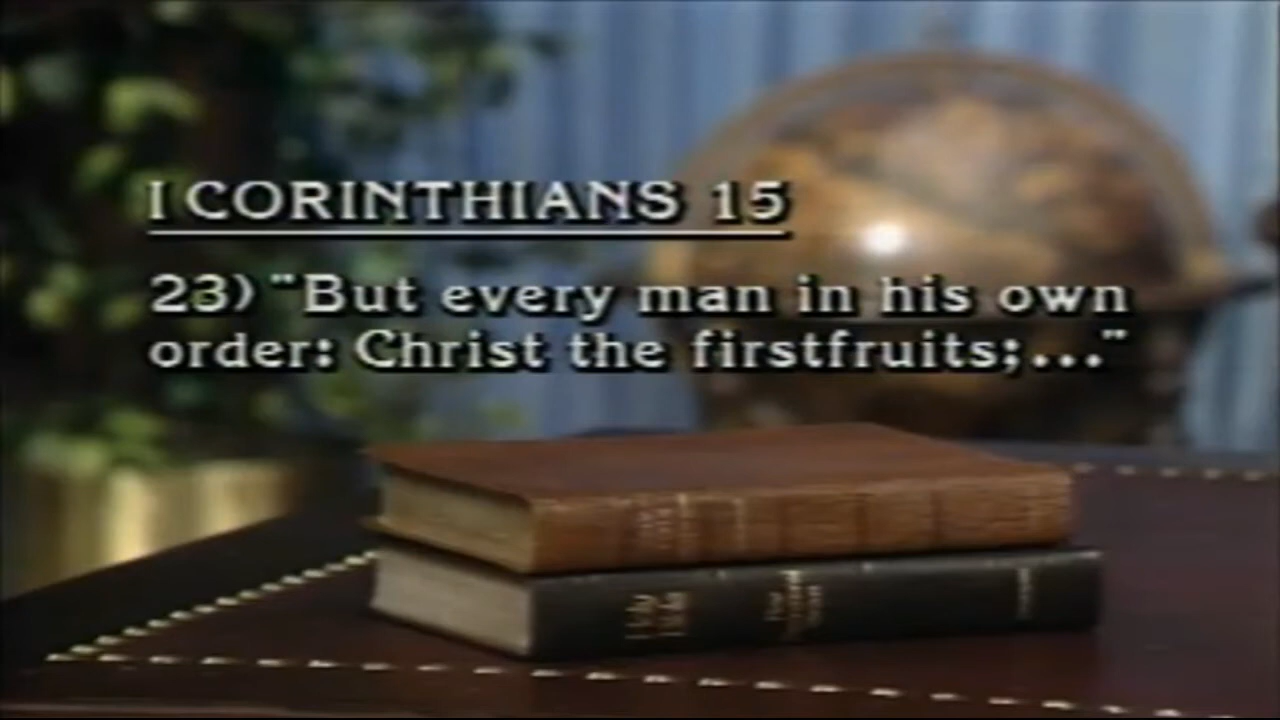 I CORINTHIANS 15
23) "But every man in his own
order: Christ the firstfruits;..."